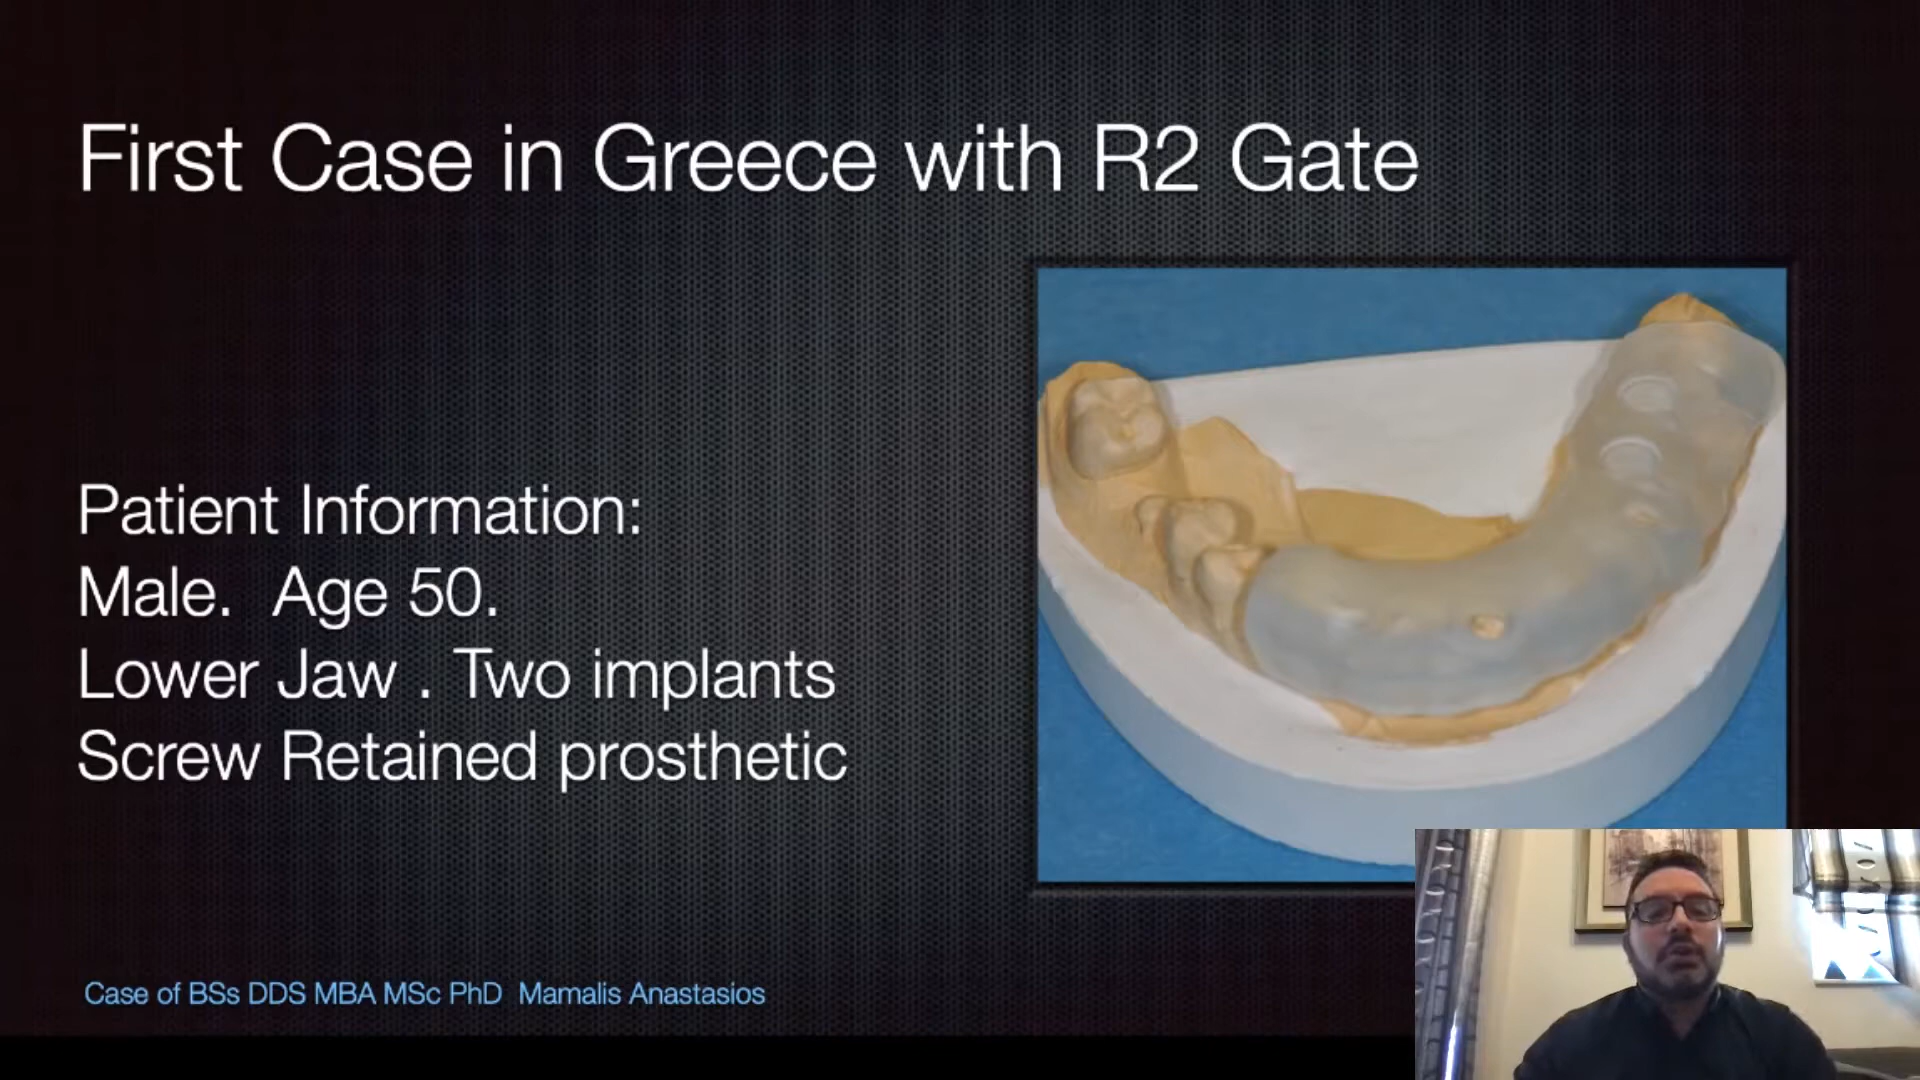 First Case in Greece with R2 Gate
Patient Information:
Male.  Age 50.
Lower Jaw . Two implants
Screw Retained prosthetic
Case of BSs DDS MBA MSc PhD  Mamalis Anastasios